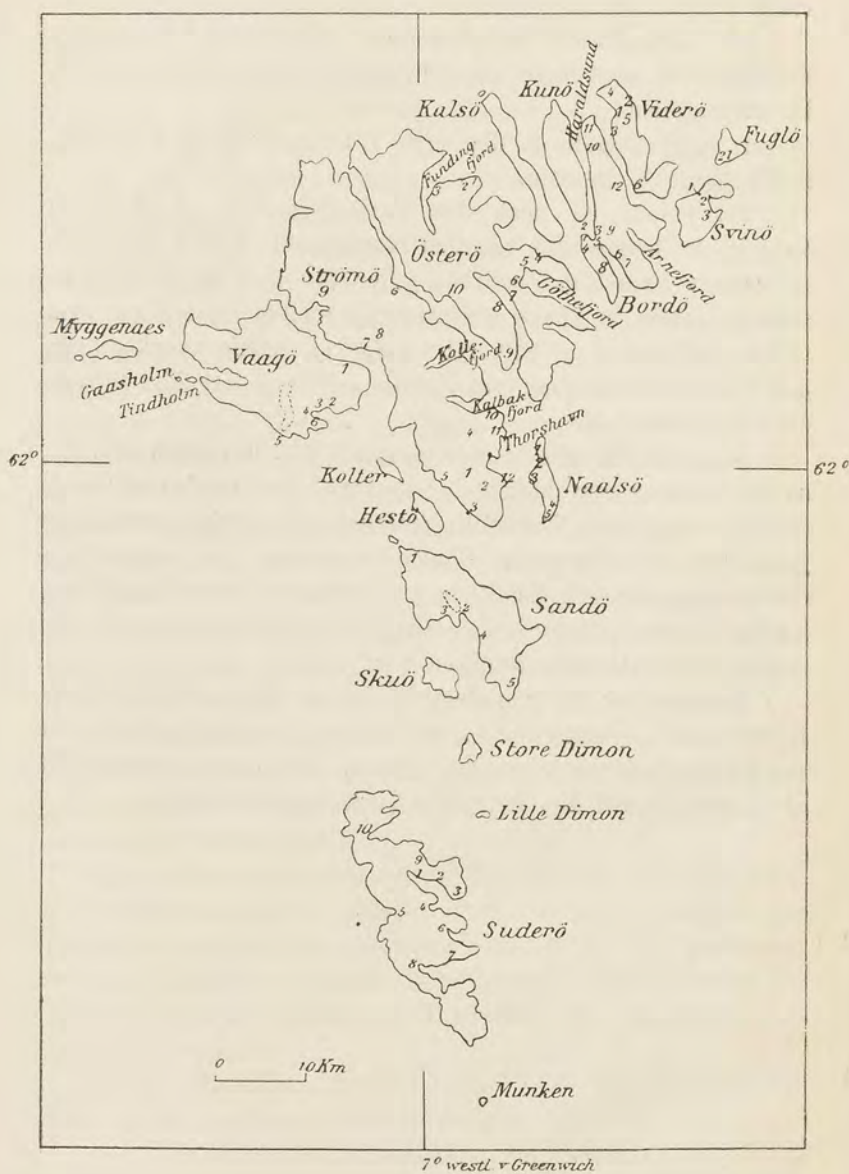 Kalsö
Kunö
Haraldsund
Viderö
Fuglö
Funding
fjord
Svinö
Österö
Strömö
Arnefjord
Göthefjord
Bordö
Myggenaes
Vaagö
Gaasholm
Tindholm
Kolle-
fjord
Kalbak
fjord
Thorshavn
62°
62°
Kolter
Naalsö
Hestö
Sandö
Skuö
Store Dimon
Lille Dimon
Suderö
0 10 Km
Munken
7° westl. v Greenwich